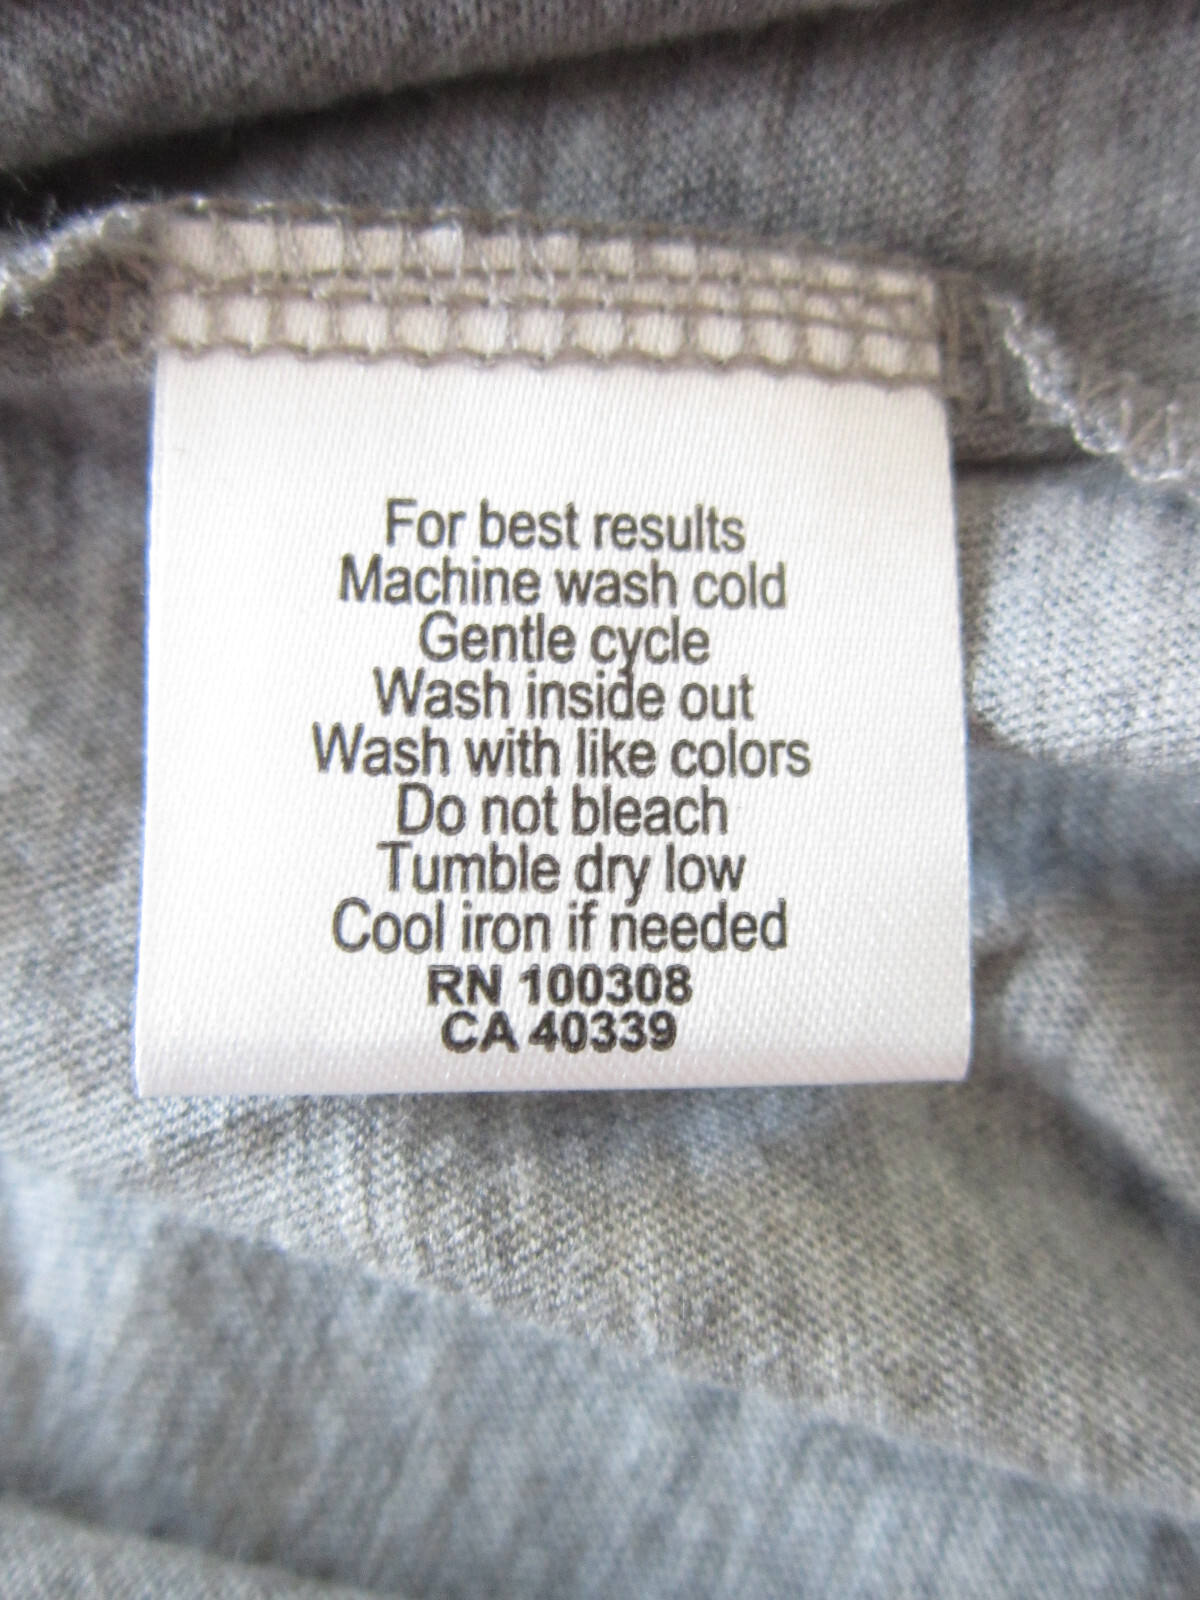 For best results
Machine wash cold
Gentle cycle
Wash inside out
Wash with like colors
Do not bleach
Tumble dry low
Cool iron if needed
RN 100308
CA 40339